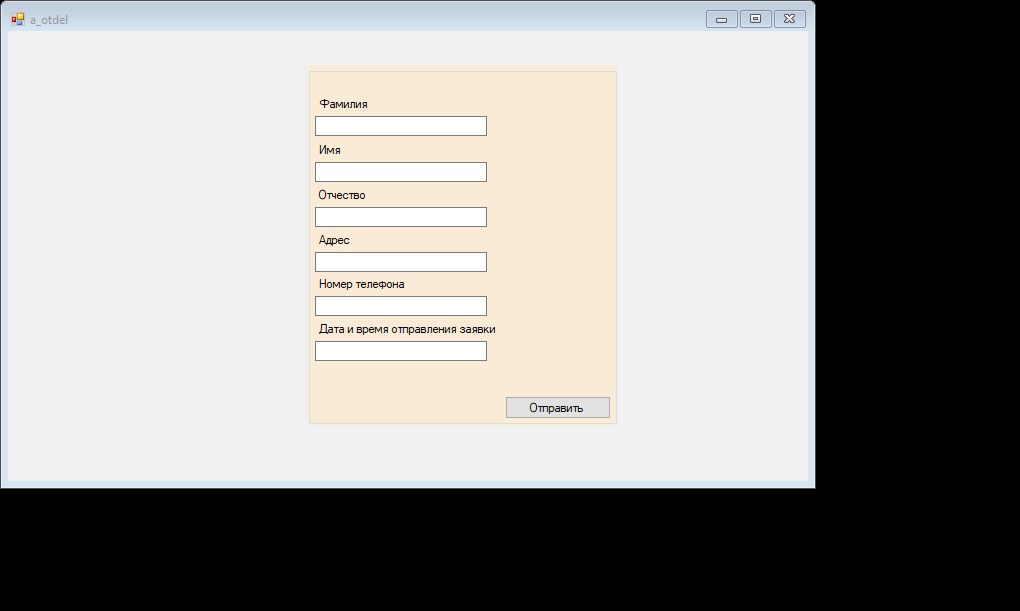 a_otdel
Фамилия
Имя
Отчество
Адрес
Номер телефона
Дата и время отправления заявки
Отправить